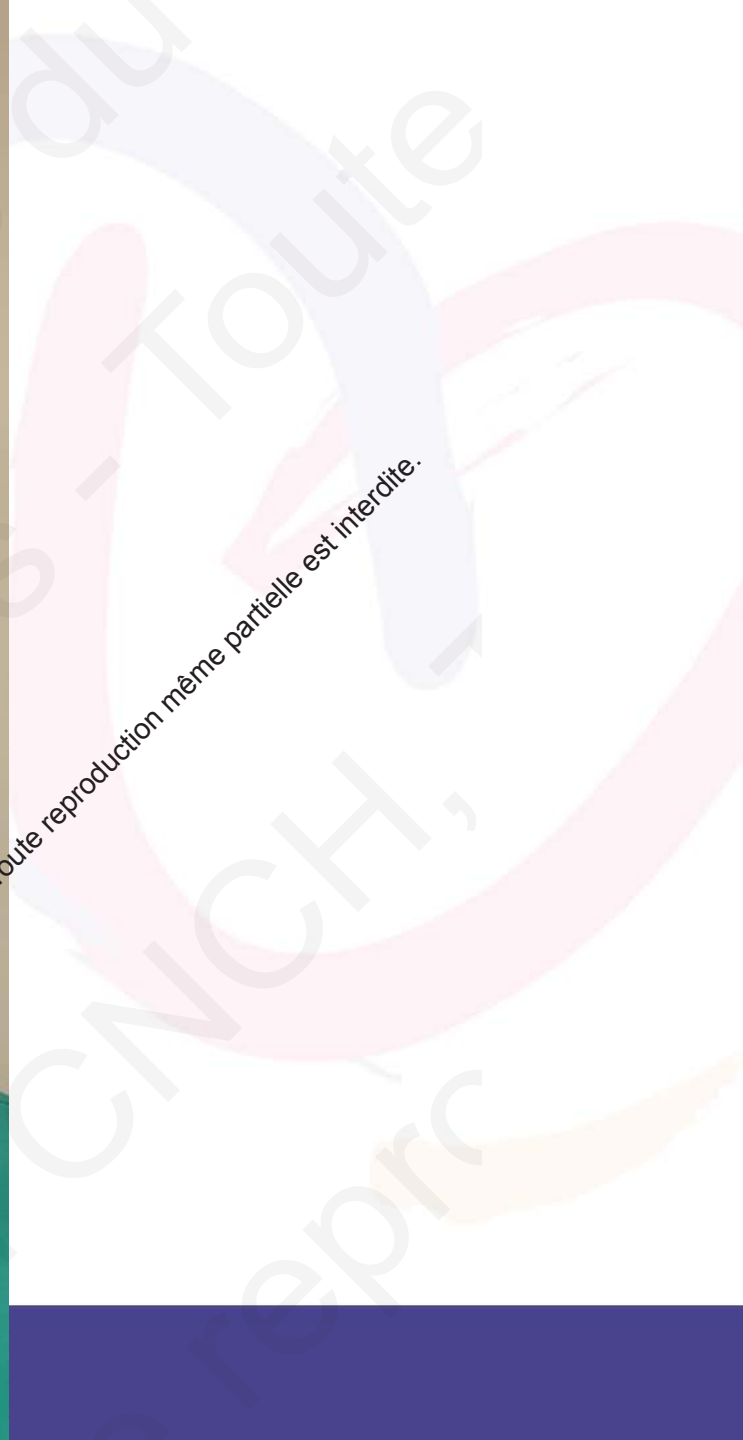 du
- Toute
s
oute reproduction même partielle est interdite.
CNCH,
repro